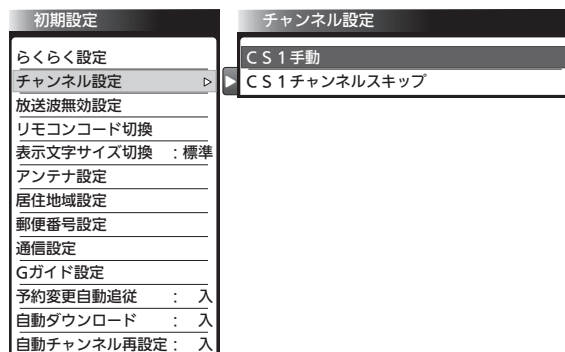 初期設定
らくらく設定
チャンネル設定
放送波無効設定
リモコンコード切換
表示文字サイズ切換 : 標準
アンテナ設定
居住地域設定
郵便番号設定
通信設定
Gガイド設定
予約変更自動追従 : 入
自動ダウンロード : 入
自動チャンネル再設定 : 入
チャンネル設定
CS1手動
CS1チャンネルスキップ